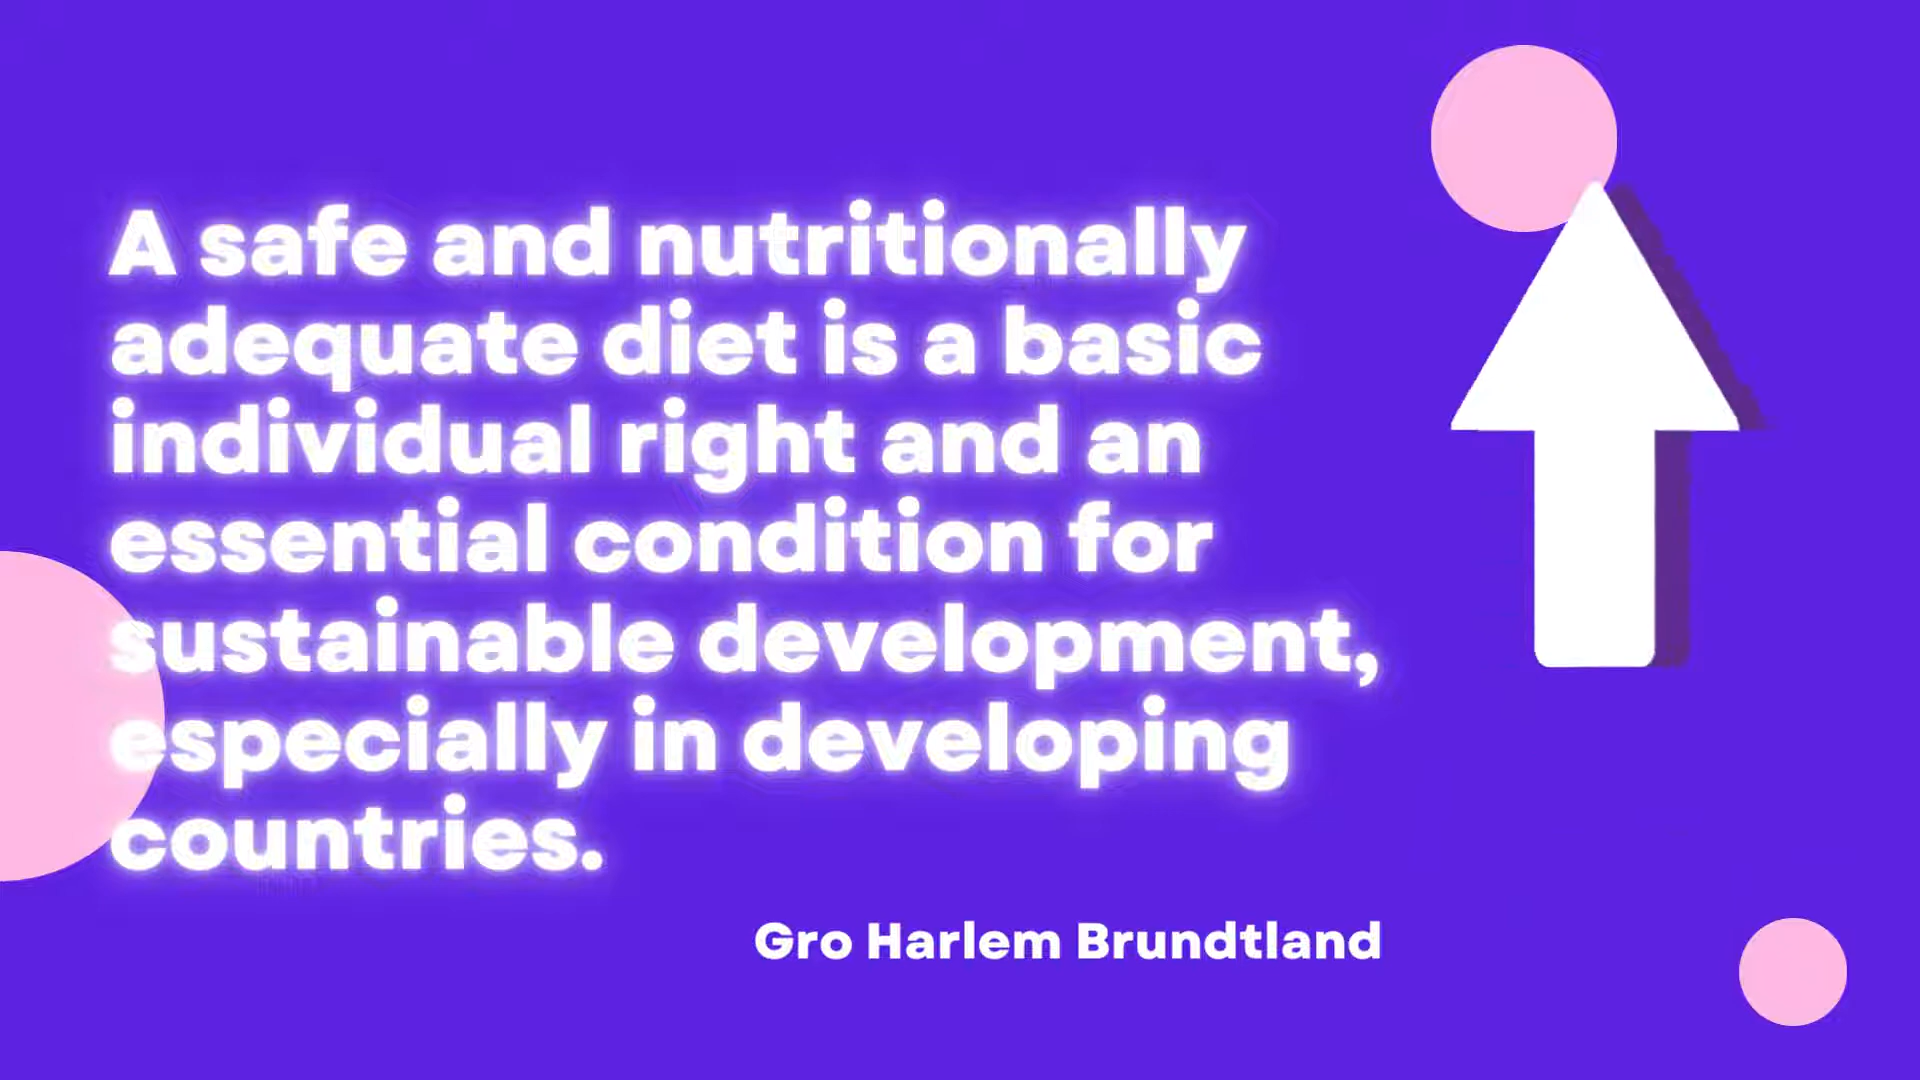 A safe and nutritionally
adequate diet is a basic
individual right and an
essential condition for
sustainable development,
especially in developing
countries.
Gro Harlem Brundtland